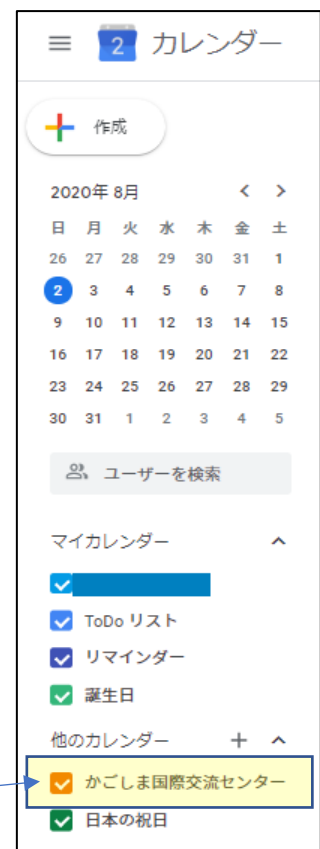 2 カレンダー
作成
2020年 8月 < >
日 月 火 水 木 金 土
26 27 28 29 30 31 1
2 3 4 5 6 7 8
9 10 11 12 13 14 15
16 17 18 19 20 21 22
23 24 25 26 27 28 29
30 31 1 2 3 4 5
ユーザーを検索
マイカレンダー
ToDo リスト
リマインダー
誕生日
他のカレンダー +
かごしま国際交流センター
日本の祝日